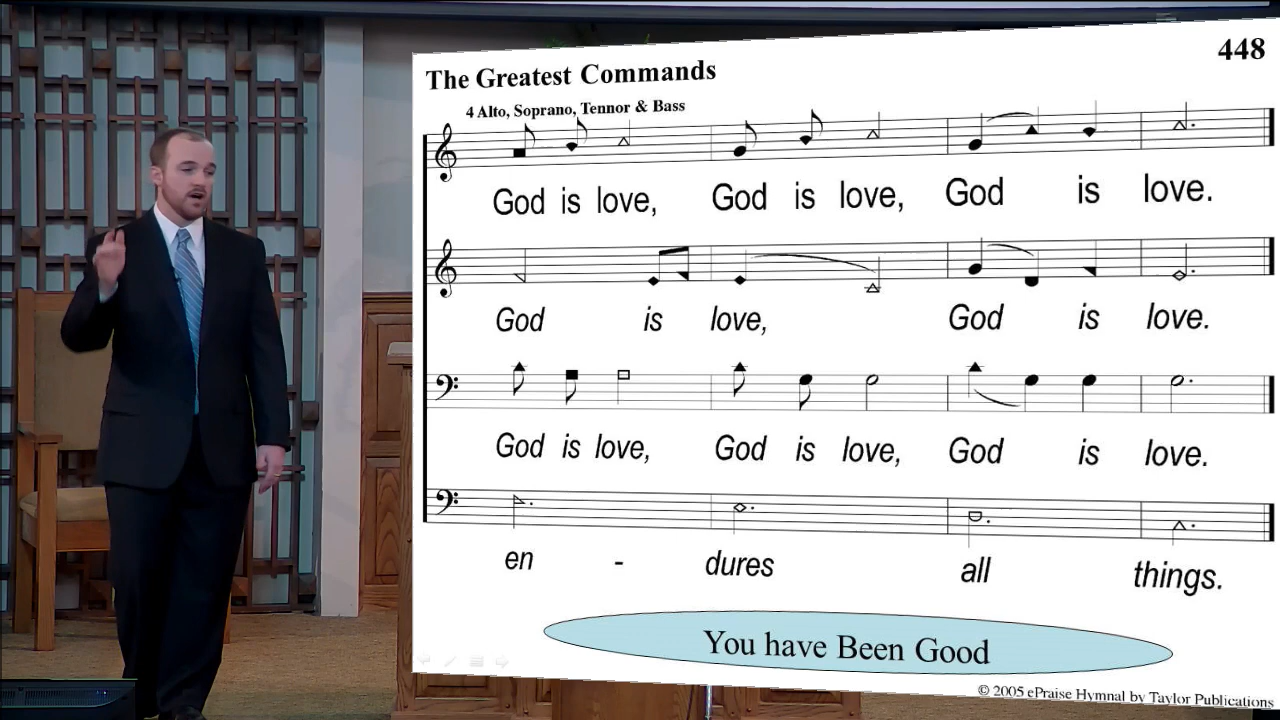 448
The Greatest Commands
4 Alto, Soprano, Tennor & Bass
God is love, God is love, God is love.
God is love, God is love.
God is love, God is love, God is love.
en - dures all things.
You have Been Good
© 2005 ePraise Hymnal by Taylor Publications